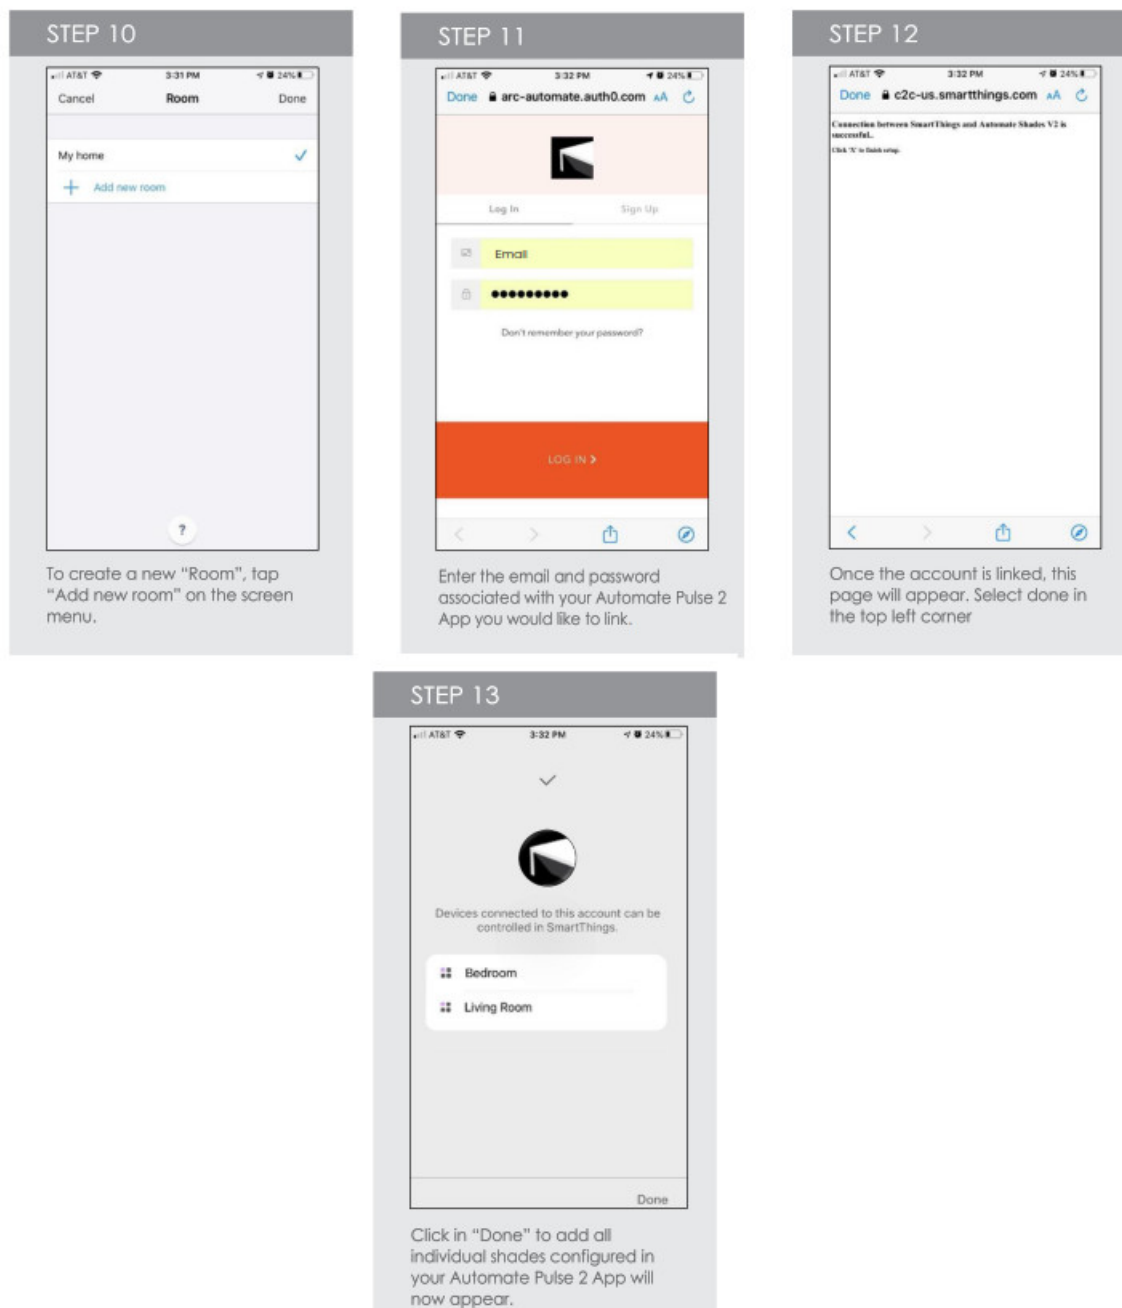 STEP 10
AT&T 3:31 PM 24%
Cancel Room Done
My home
Add new room
?
To create a new “Room”, tap
“Add new room” on the screen
menu.
STEP 11
AT&T 3:32 PM 24%
Done arc-automate.auth0.com AA
Log In Sign Up
Email
Don't remember your password?
LOG IN >
Enter the email and password
associated with your Automate Pulse 2
App you would like to link.
STEP 12
AT&T 3:32 PM 24%
Done c2c-us.smartthings.com AA
Connection between SmartThings and Automate Shades V2 is
successful..
Click 'X' to finish setup.
Once the account is linked, this
page will appear. Select done in
the top left corner
STEP 13
AT&T 3:32 PM 24%
Devices connected to this account can be
controlled in SmartThings.
Bedroom
Living Room
Done
Click in “Done” to add all
individual shades configured in
your Automate Pulse 2 App will
now appear.